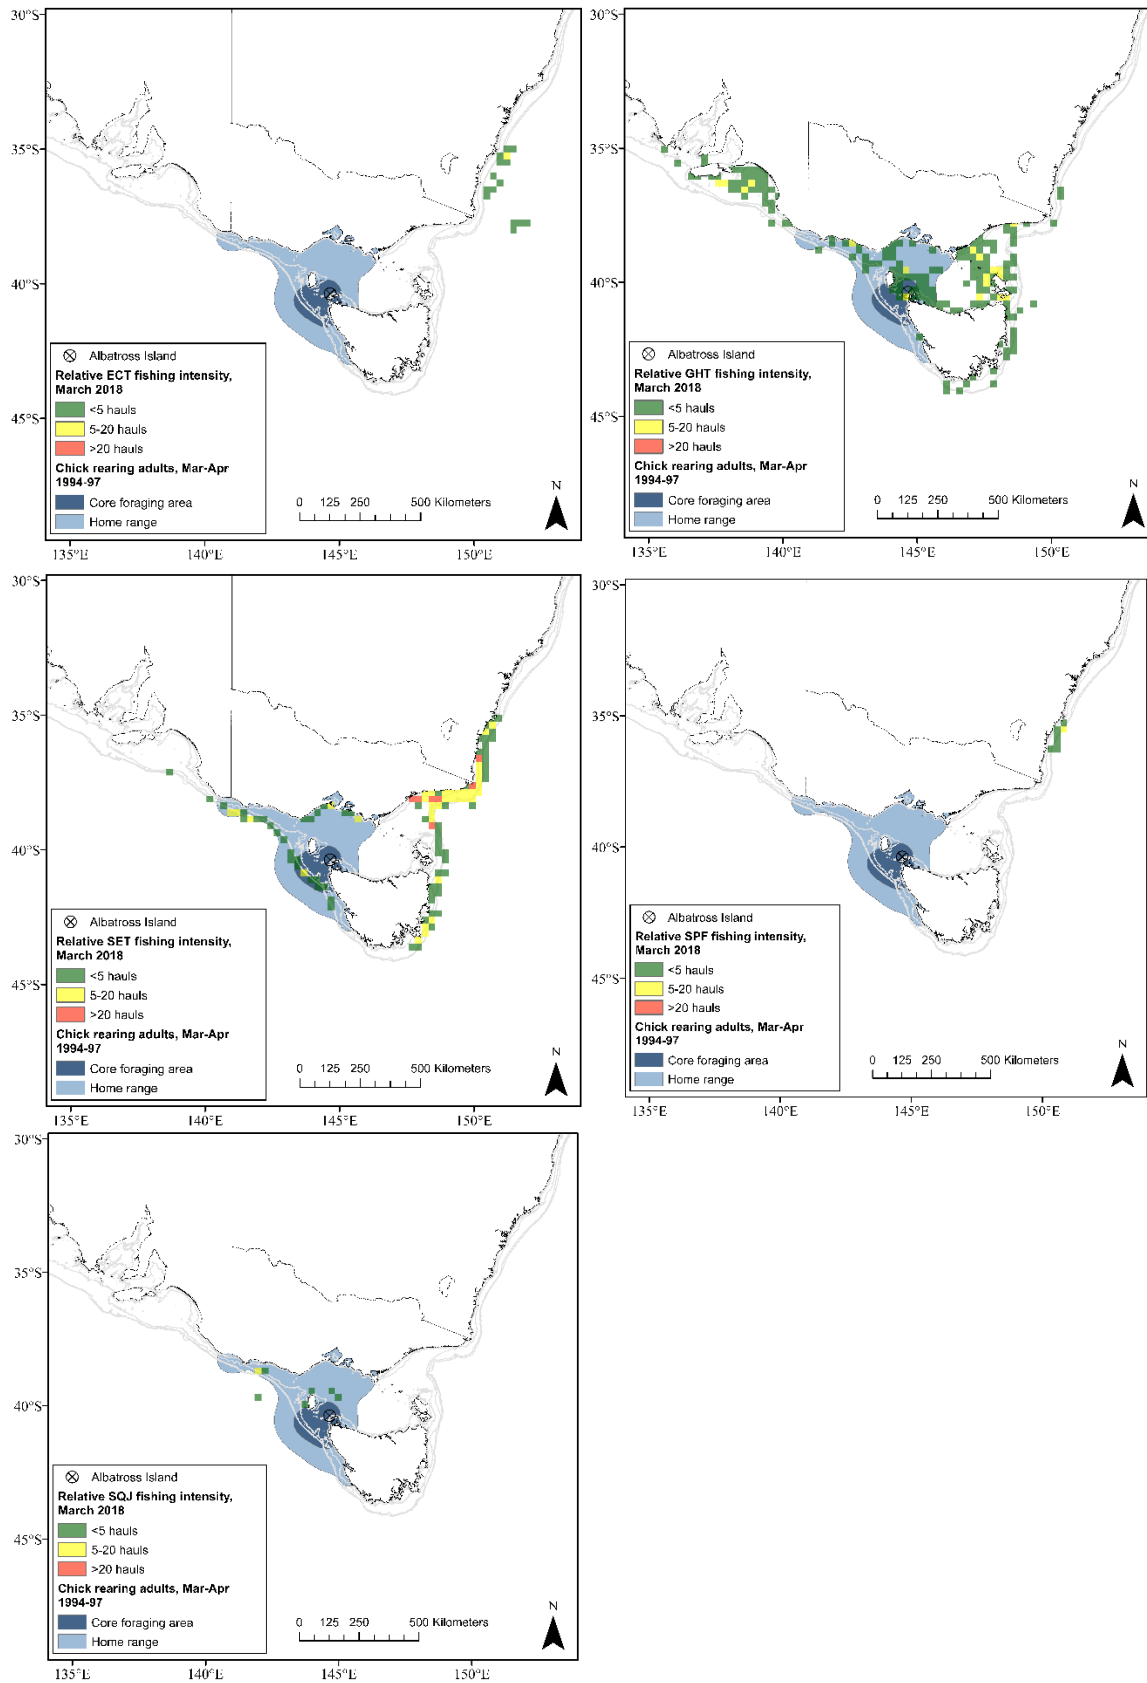 30°S
35°S
40°S
45°S
Albatross Island
Relative ECT fishing intensity,
March 2018
<5 hauls
5-20 hauls
>20 hauls
Chick rearing adults, Mar-Apr
1994-97
Core foraging area
Home range
0 125 250 500 Kilometers
N
135°E 140°E 145°E 150°E
30°S
35°S
40°S
45°S
Albatross Island
Relative GHT fishing intensity,
March 2018
<5 hauls
5-20 hauls
>20 hauls
Chick rearing adults, Mar-Apr
1994-97
Core foraging area
Home range
0 125 250 500 Kilometers
N
135°E 140°E 145°E 150°E
30°S
35°S
40°S
45°S
Albatross Island
Relative SET fishing intensity,
March 2018
<5 hauls
5-20 hauls
>20 hauls
Chick rearing adults, Mar-Apr
1994-97
Core foraging area
Home range
0 125 250 500 Kilometers
N
135°E 140°E 145°E 150°E
30°S
35°S
40°S
45°S
Albatross Island
Relative SPF fishing intensity,
March 2018
<5 hauls
5-20 hauls
>20 hauls
Chick rearing adults, Mar-Apr
1994-97
Core foraging area
Home range
0 125 250 500 Kilometers
N
135°E 140°E 145°E 150°E
30°S
35°S
40°S
45°S
Albatross Island
Relative SQJ fishing intensity,
March 2018
<5 hauls
5-20 hauls
>20 hauls
Chick rearing adults, Mar-Apr
1994-97
Core foraging area
Home range
0 125 250 500 Kilometers
N
135°E 140°E 145°E 150°E